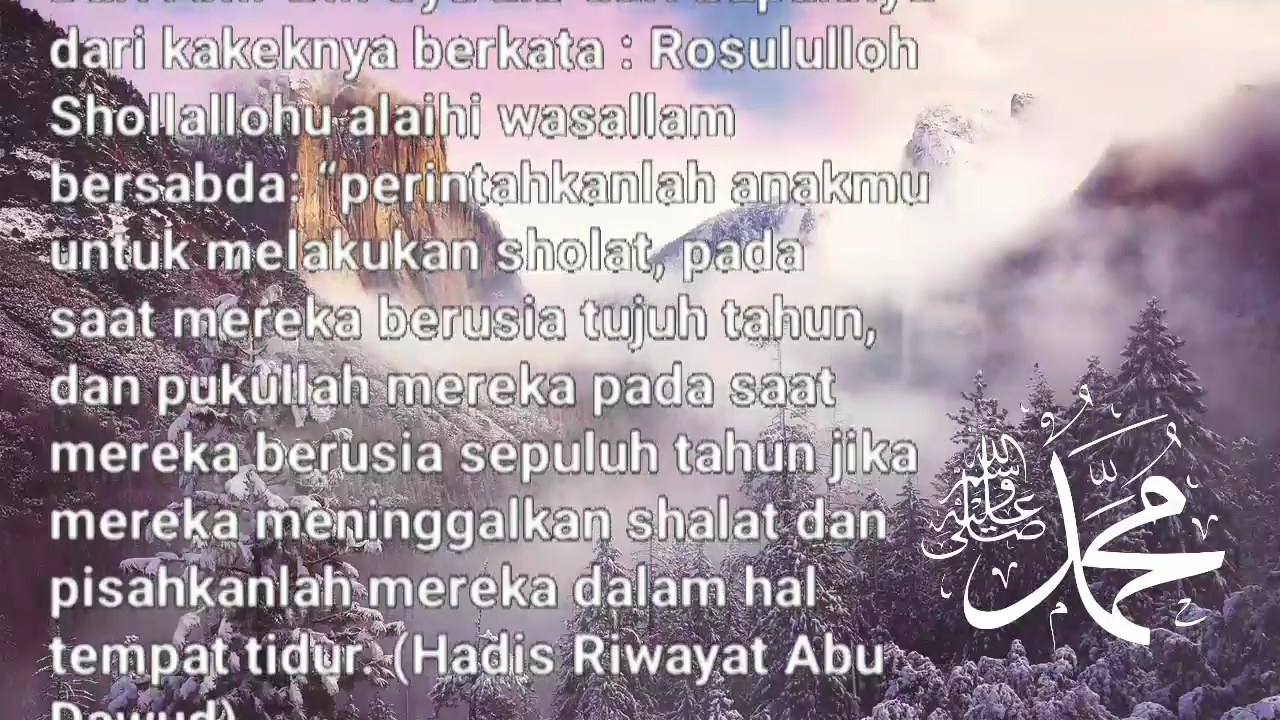 dari kakeknya berkata : Rosululloh
Shollallohu alaihi wasallam
bersabda: “perintahkanlah anakmu
untuk melakukan sholat, pada
saat mereka berusia tujuh tahun,
dan pukullah mereka pada saat
mereka berusia sepuluh tahun jika
mereka meninggalkan shalat dan
pisahkanlah mereka dalam hal
tempat tidur. (Hadis Riwayat Abu
Dawud)
محمد
صلى الله عليه وسلم